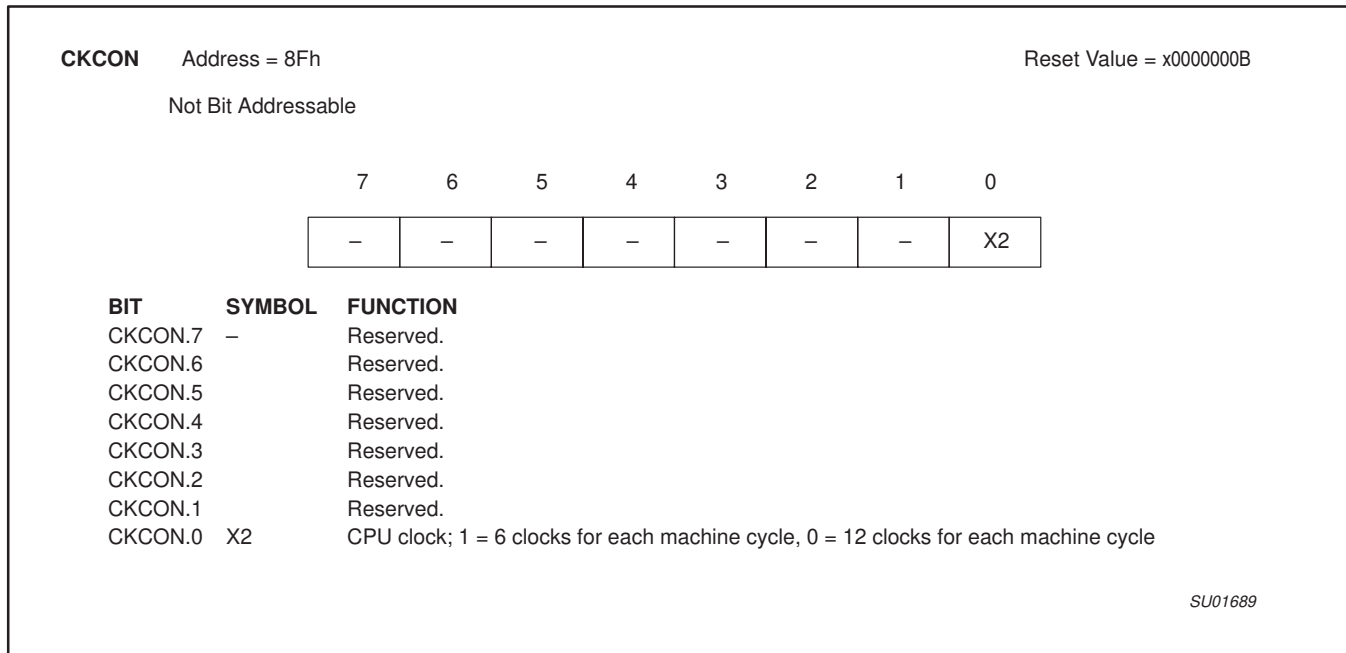 CKCON Address = 8Fh Reset Value = x0000000B
Not Bit Addressable
7 6 5 4 3 2 1 0
– – – – – – – X2
BIT SYMBOL FUNCTION
CKCON.7 – Reserved.
CKCON.6 Reserved.
CKCON.5 Reserved.
CKCON.4 Reserved.
CKCON.3 Reserved.
CKCON.2 Reserved.
CKCON.1 Reserved.
CKCON.0 X2 CPU clock; 1 = 6 clocks for each machine cycle, 0 = 12 clocks for each machine cycle
SU01689